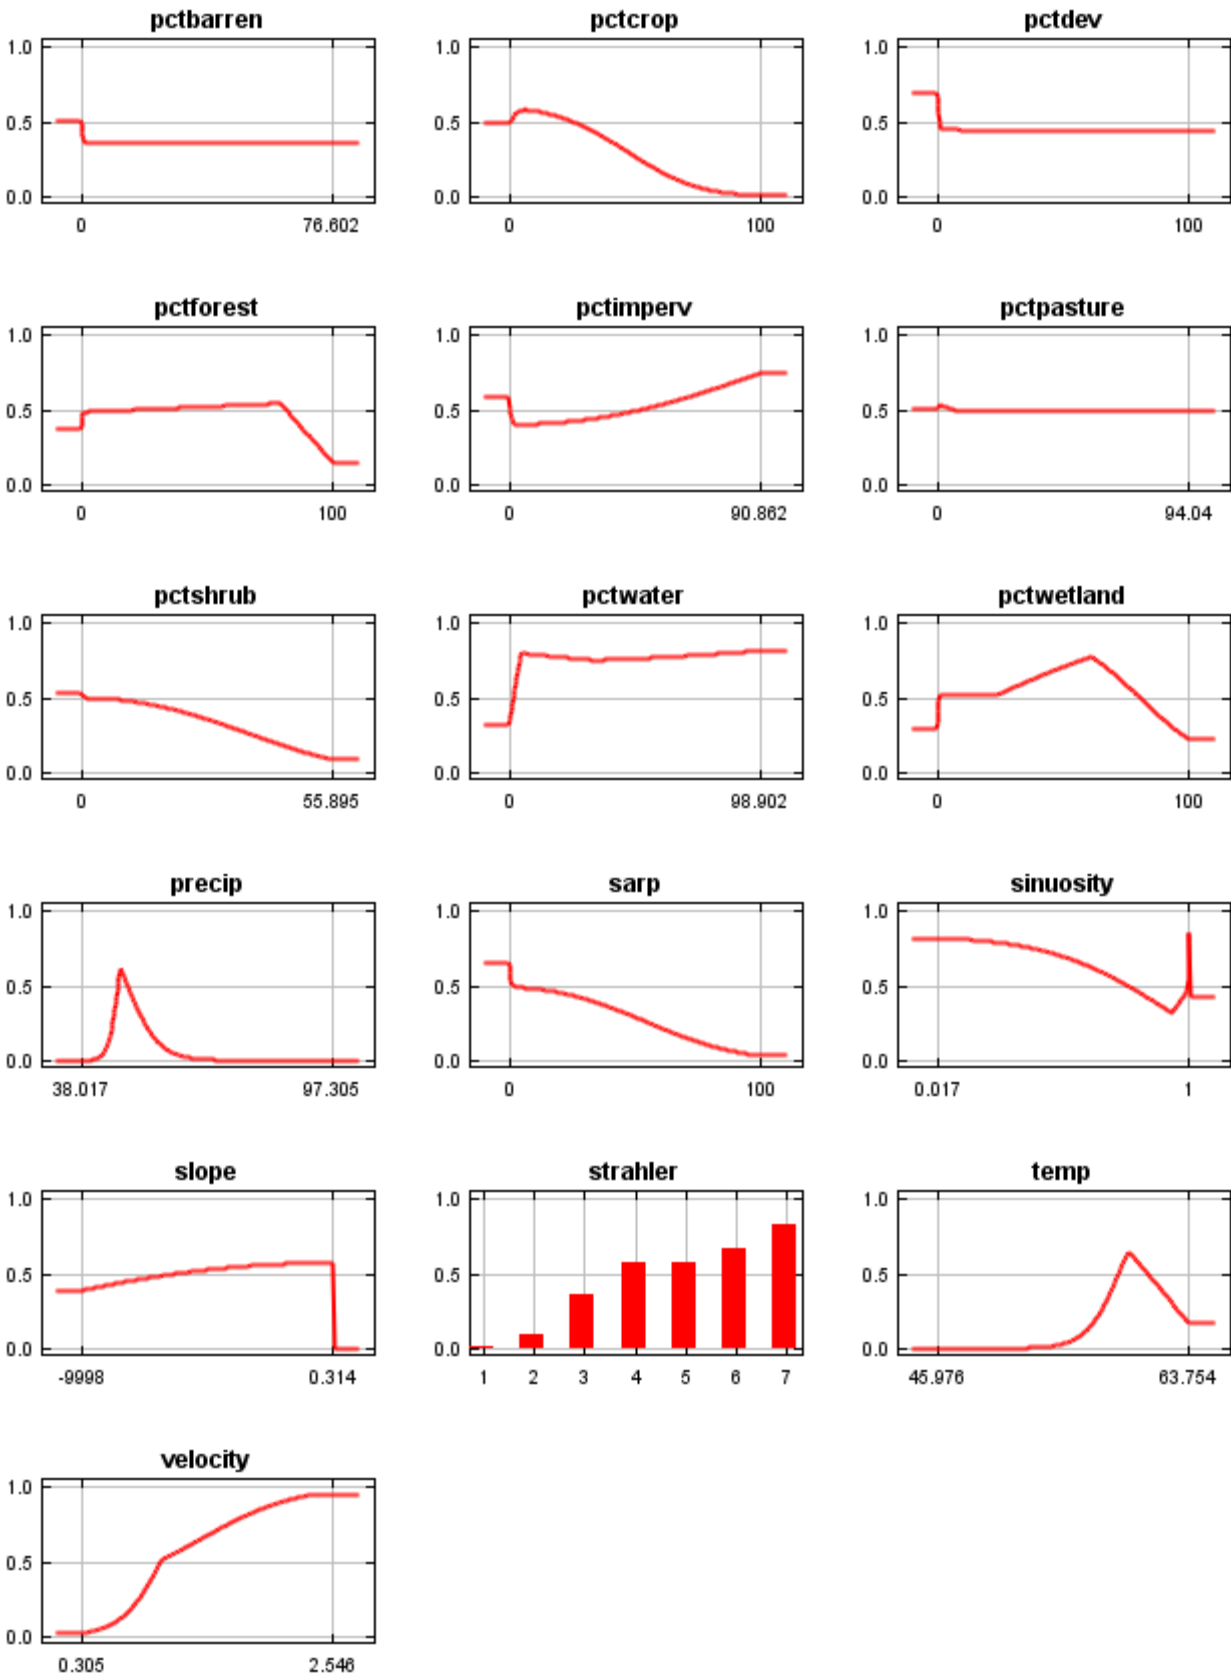 pctbarren pctcrop pctdev
1.0 1.0 1.0
0.5 0.5 0.5
0.0 0.0 0.0
0 76.602 0 100 0 100
pctforest pctimperv pctpasture
1.0 1.0 1.0
0.5 0.5 0.5
0.0 0.0 0.0
0 100 0 90.862 0 94.04
pctshrub pctwater pctwetland
1.0 1.0 1.0
0.5 0.5 0.5
0.0 0.0 0.0
0 55.895 0 98.902 0 100
precip sarp sinuosity
1.0 1.0 1.0
0.5 0.5 0.5
0.0 0.0 0.0
38.017 97.305 0 100 0.017 1
slope strahler temp
1.0 1.0 1.0
0.5 0.5 0.5
0.0 0.0 0.0
-9998 0.314 1 2 3 4 5 6 7 45.976 63.754
velocity
1.0
0.5
0.0
0.305 2.546